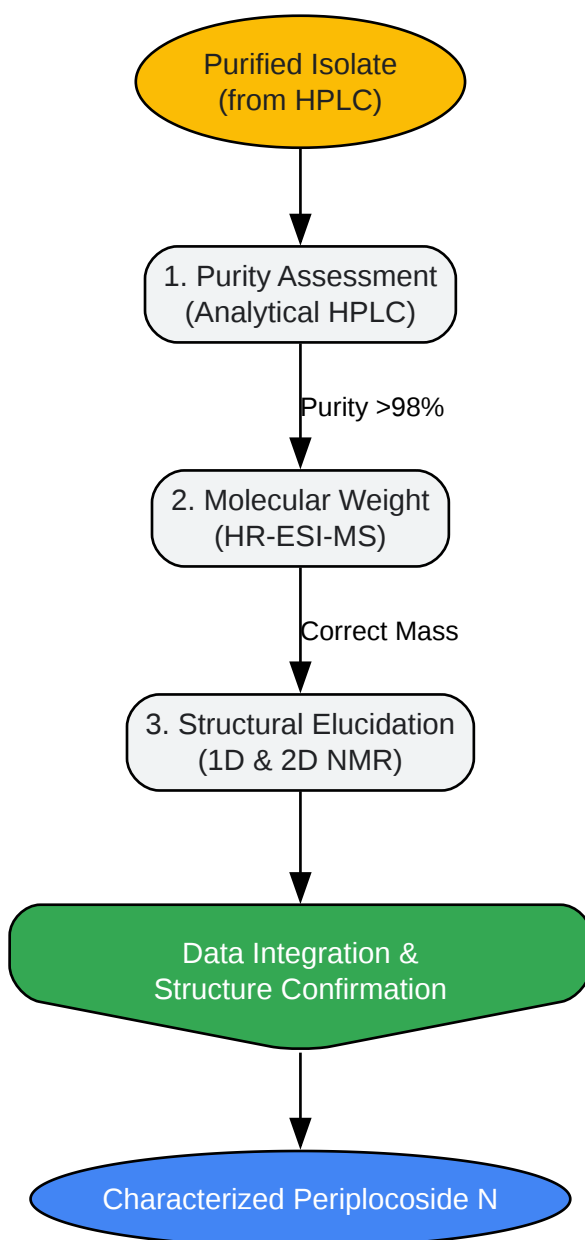 Purified Isolate
(from HPLC)
1. Purity Assessment
(Analytical HPLC)
Purity >98%
2. Molecular Weight
(HR-ESI-MS)
Correct Mass
3. Structural Elucidation
(1D & 2D NMR)
Data Integration &
Structure Confirmation
Characterized Periplocoside N